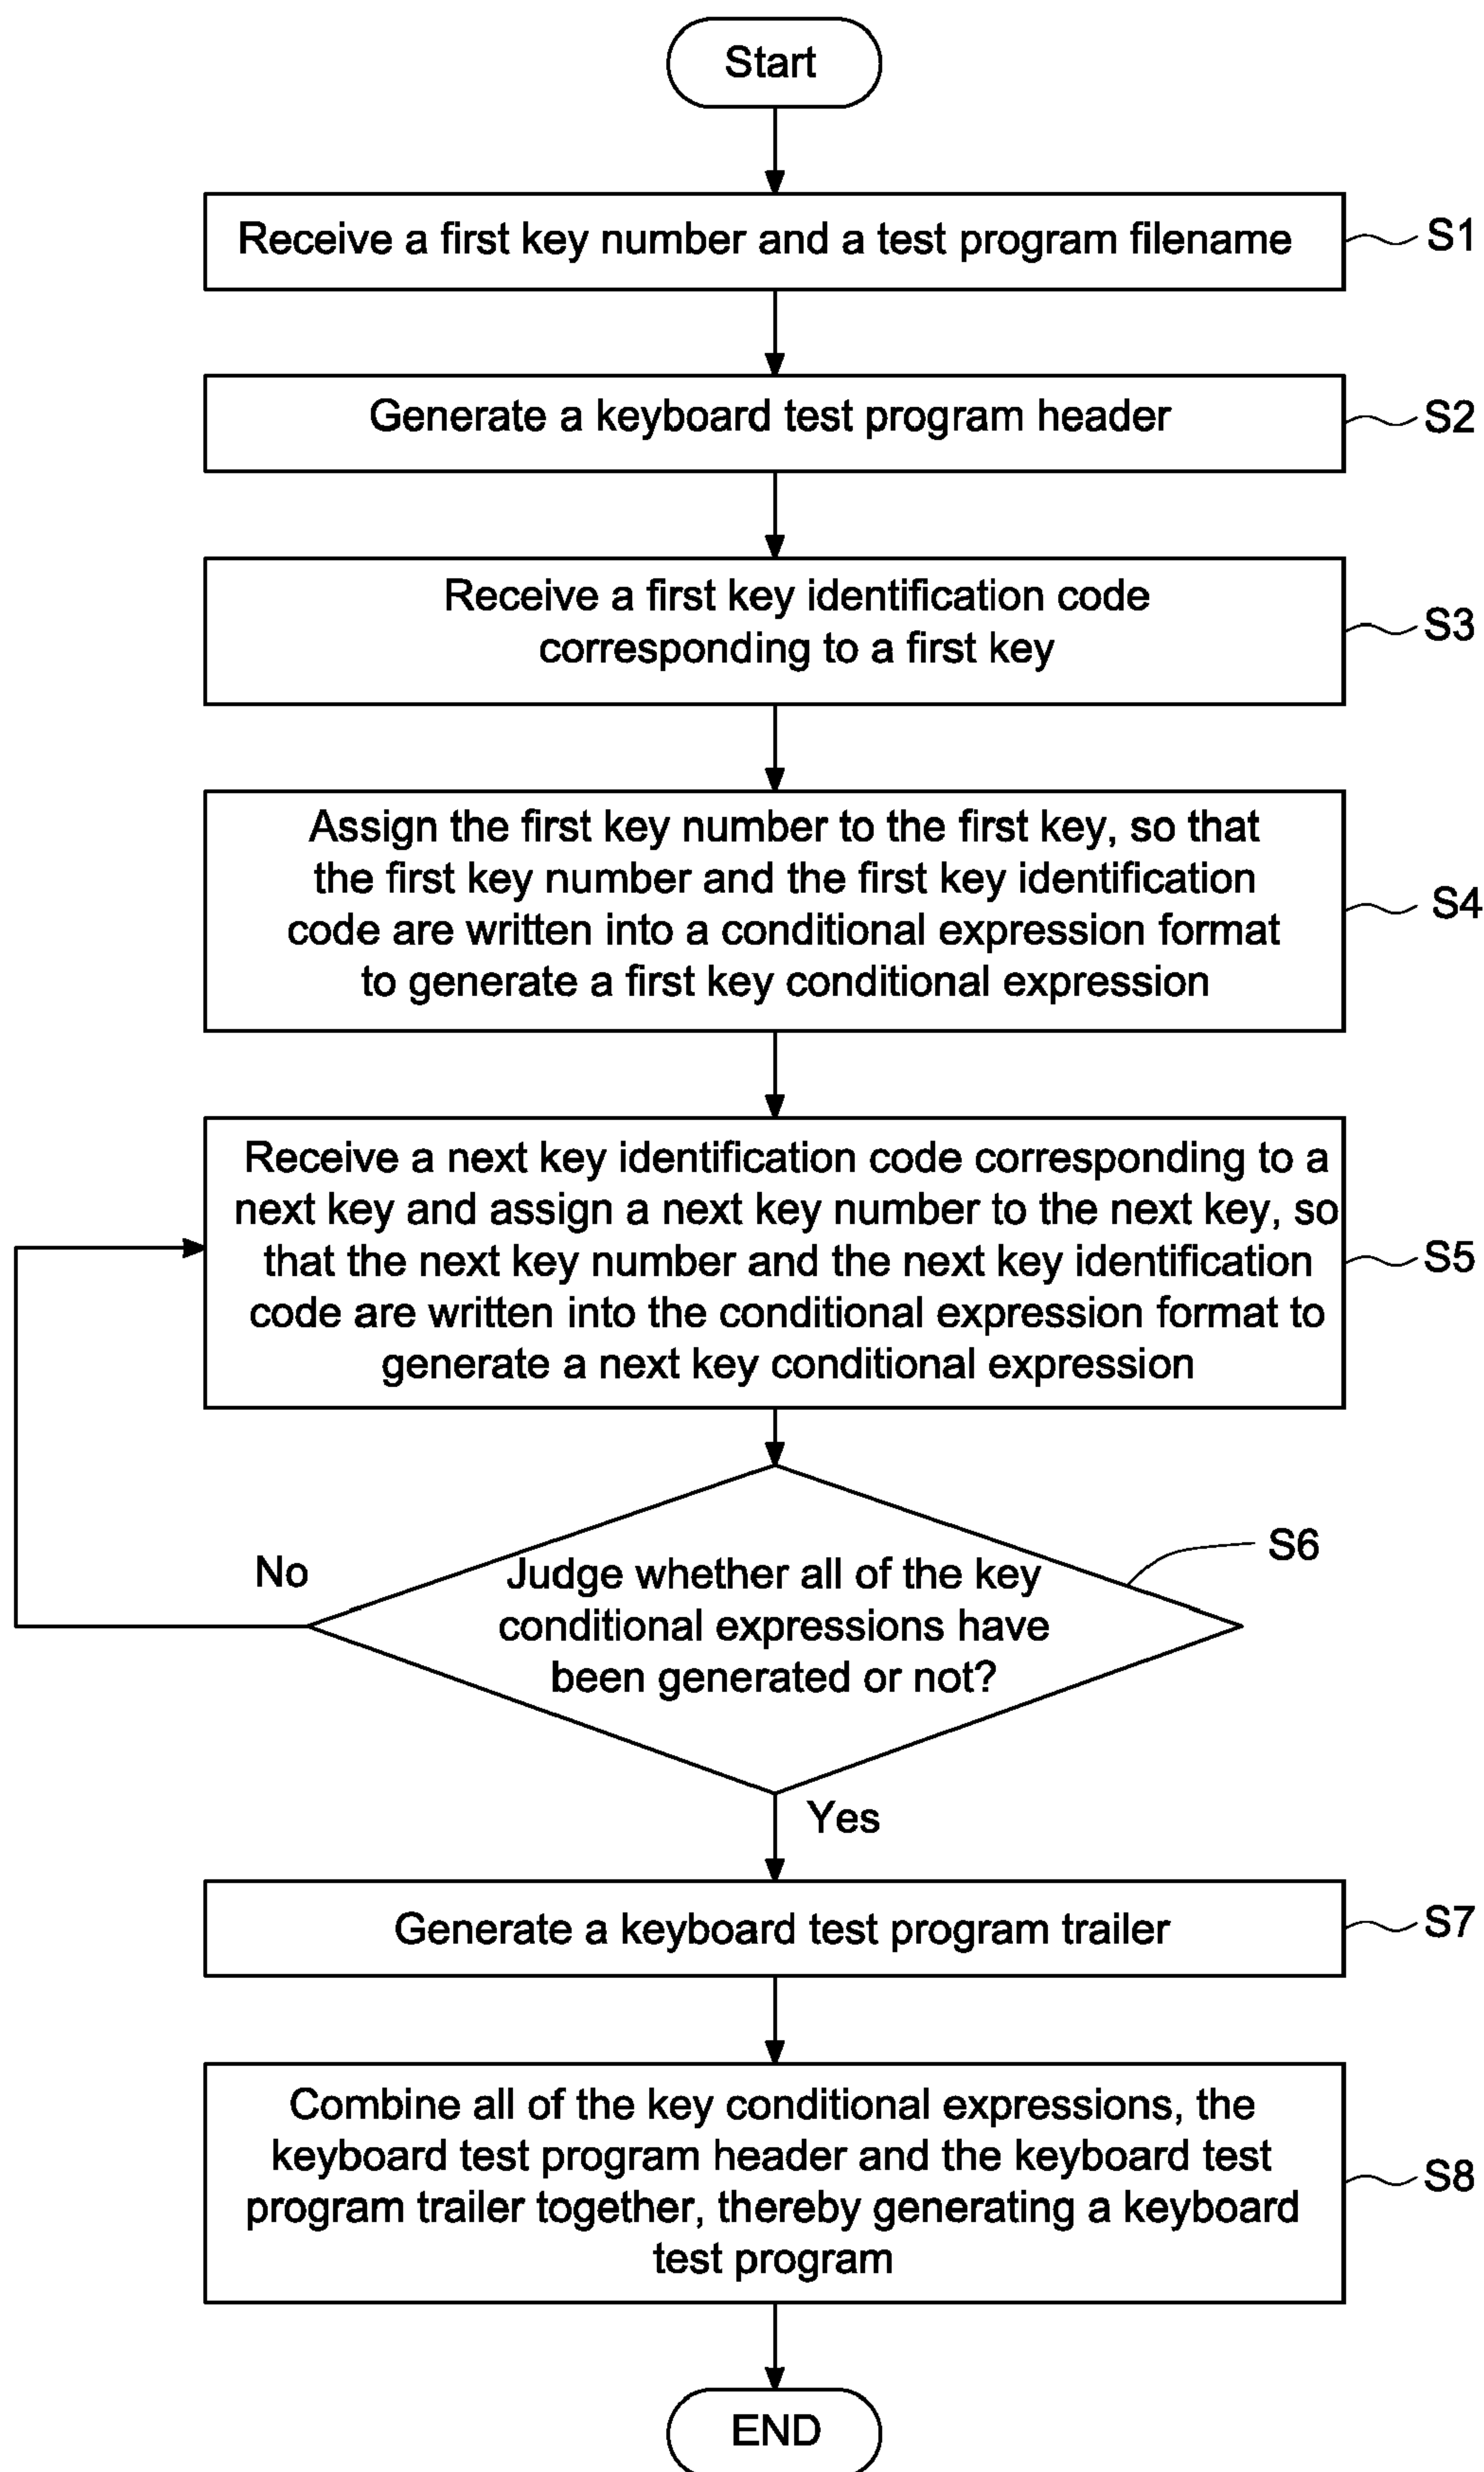 Start
Receive a first key number and a test program filename
S1
Generate a keyboard test program header
S2
Receive a first key identification code
corresponding to a first key
S3
Assign the first key number to the first key, so that
the first key number and the first key identification
code are written into a conditional expression format
to generate a first key conditional expression
S4
Receive a next key identification code corresponding to a
next key and assign a next key number to the next key, so
that the next key number and the next key identification
code are written into the conditional expression format to
generate a next key conditional expression
S5
No
Judge whether all of the key
conditional expressions have
been generated or not?
S6
Yes
Generate a keyboard test program trailer
S7
Combine all of the key conditional expressions, the
keyboard test program header and the keyboard test
program trailer together, thereby generating a keyboard
test program
S8
END